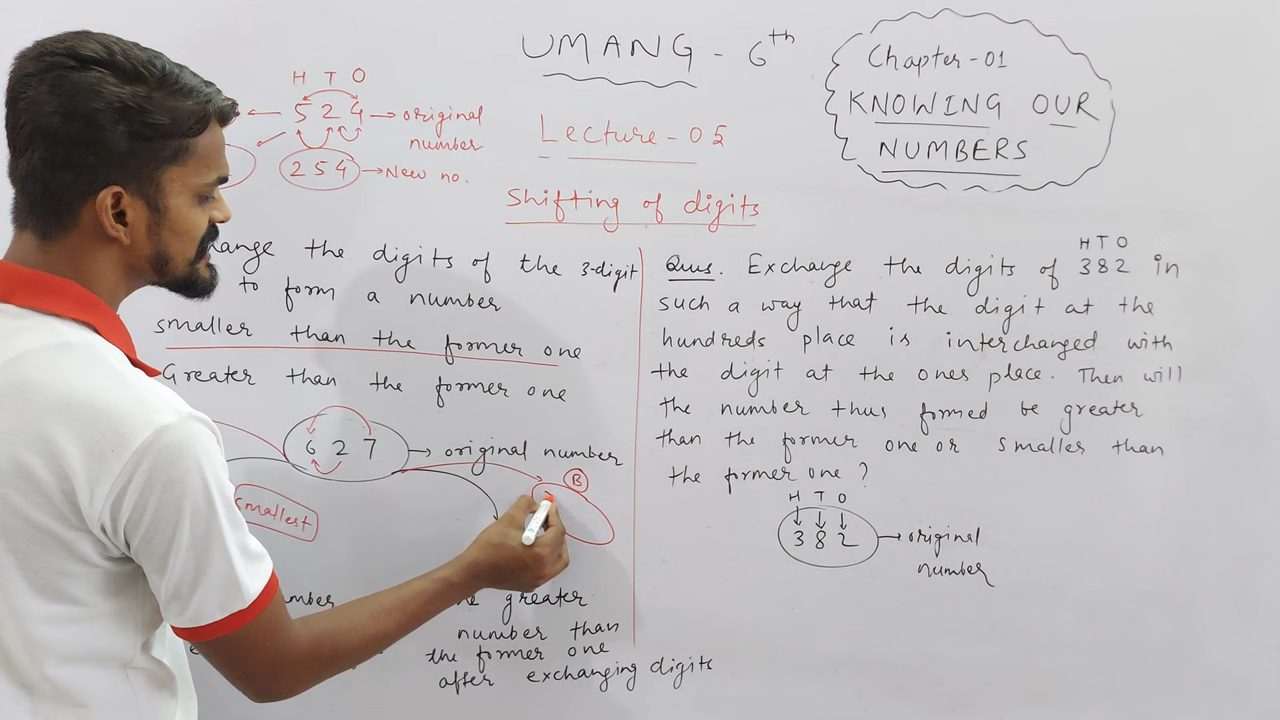 UMANG - 6th
Chapter-01
KNOWING OUR
NUMBERS
Lecture-05
Shifting of digits
H T O
5 2 4 → original
number
2 5 4 → New no.
the digits of the 3-digit
to form a number
smaller than the former one
Greater than the former one
6 2 7 → original number
B
smallest
greater
number than
the former one
after exchanging digits
H T O
Ques. Exchange the digits of 382 in
such a way that the digit at the
hundreds place is interchanged with
the digit at the ones place. Then will
the number thus formed be greater
than the former one or smaller than
the former one ?
H T O
3 8 2 → original
number